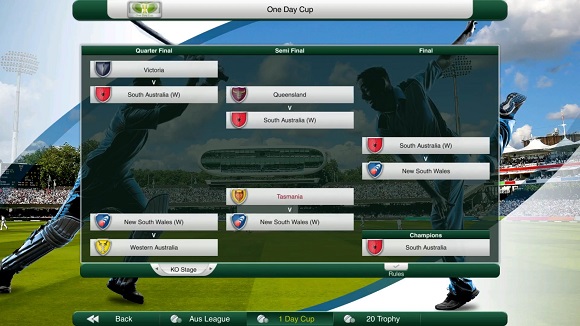 One Day Cup
Quarter Final
Semi Final
Final
Victoria
v
South Australia (W)
Queensland
v
South Australia (W)
South Australia (W)
v
New South Wales
Tasmania
v
New South Wales (W)
New South Wales (W)
v
Western Australia
Champions
South Australia
KO Stage
Rules
Back
Aus League
1 Day Cup
20 Trophy